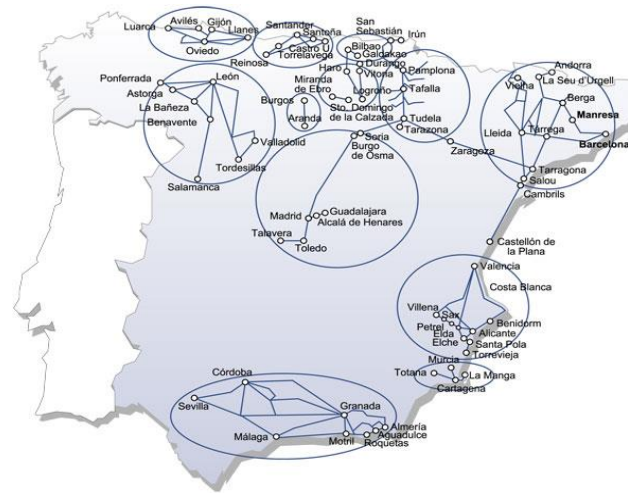 Luarca
Avilés
Gijón
Llanes
Oviedo
Santander
Santoña
Castro U.
Torrelavega
Reinosa
San
Sebastián
Irún
Bilbao
Galdakao
Durango
Haro
Vitoria
Miranda
de Ebro
Logroño
Sto. Domingo
de la Calzada
Pamplona
Tafalla
Tudela
Tarazona
Zaragoza
Burgos
Aranda
Ponferrada
León
Astorga
La Bañeza
Benavente
Valladolid
Tordesillas
Salamanca
Soria
Burgo
de Osma
Madrid
Guadalajara
Alcalá de Henares
Talavera
Toledo
Andorra
Vielha
La Seu d'Urgell
Berga
Manresa
Lleida
Tàrrega
Barcelona
Tarragona
Salou
Cambrils
Castellón de
la Plana
Valencia
Costa Blanca
Villena
Sax
Petrel
Elda
Elche
Benidorm
Alicante
Santa Pola
Torrevieja
Murcia
Totana
La Manga
Cartagena
Córdoba
Sevilla
Granada
Málaga
Motril
Almería
Aguadulce
Roquetas